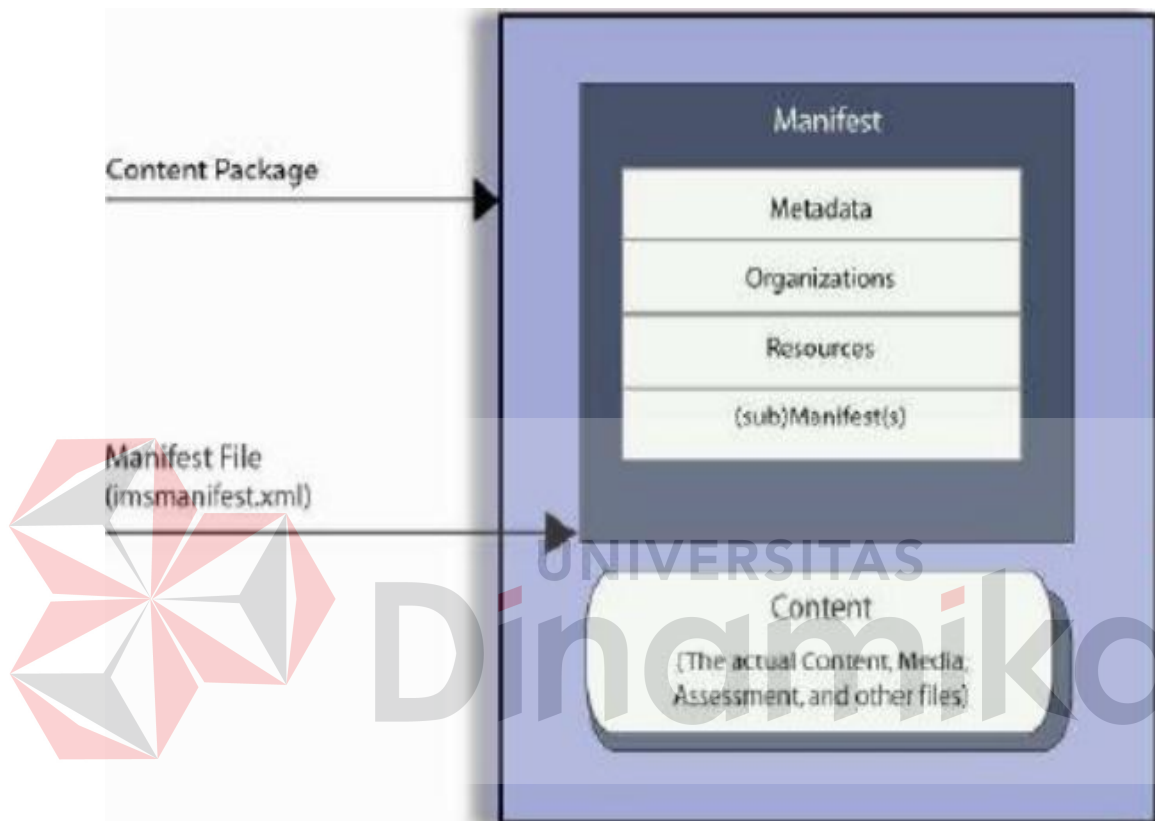 Content Package
Manifest
Metadata
Organizations
Resources
(sub)Manifest(s)
Manifest File
(imsmanifest.xml)
Content
(The actual Content, Media,
Assessment, and other files)
UNIVERSITAS
Dinamika